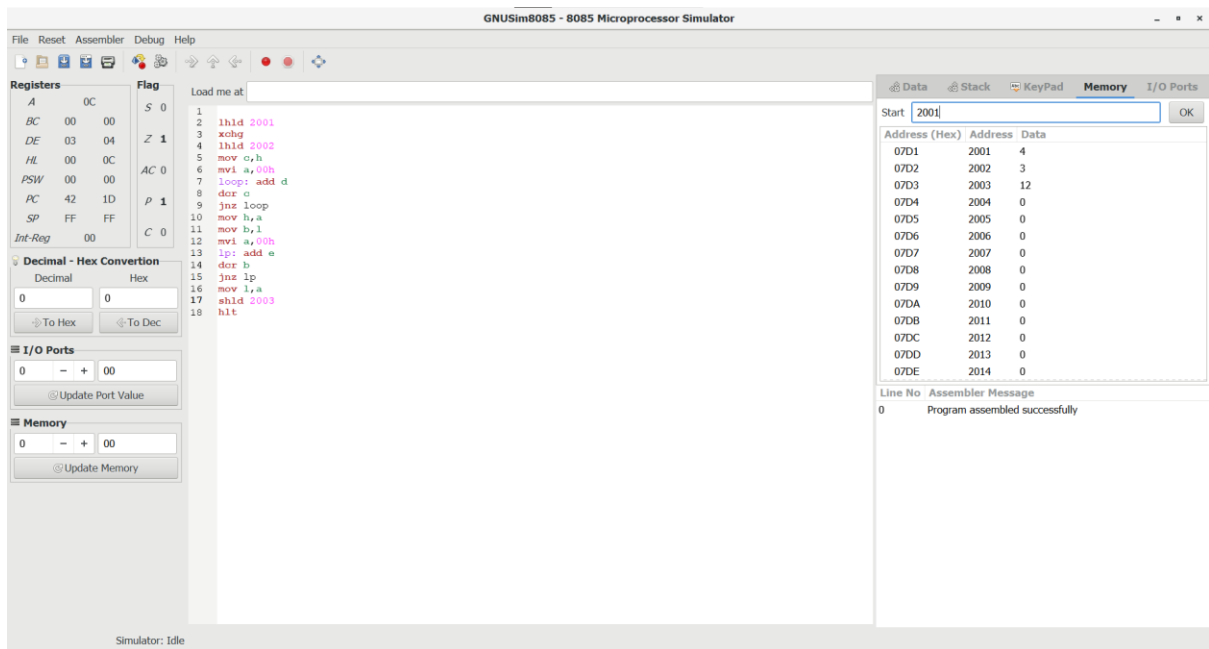 GNUSim8085 - 8085 Microprocessor Simulator
File Reset Assembler Debug Help
Registers
A 0C
BC 00 00
DE 03 04
HL 00 0C
PSW 00 00
PC 42 1D
SP FF FF
Int-Reg 00
Flag
S 0
Z 1
AC 0
P 1
C 0
Decimal - Hex Convertion
Decimal Hex
0 0
To Hex To Dec
I/O Ports
0 - + 00
Update Port Value
Memory
0 - + 00
Update Memory
Load me at
1
2 lhld 2001
3 xchg
4 lhld 2002
5 mov c,h
6 mvi a,00h
7 loop: add d
8 dcr c
9 jnz loop
10 mov h,a
11 mov b,l
12 mvi a,00h
13 lp: add e
14 dcr b
15 jnz lp
16 mov l,a
17 shld 2003
18 hlt
Data Stack KeyPad Memory I/O Ports
Start 2001 OK
Address (Hex) Address Data
07D1 2001 4
07D2 2002 3
07D3 2003 12
07D4 2004 0
07D5 2005 0
07D6 2006 0
07D7 2007 0
07D8 2008 0
07D9 2009 0
07DA 2010 0
07DB 2011 0
07DC 2012 0
07DD 2013 0
07DE 2014 0
Line No Assembler Message
0 Program assembled successfully
Simulator: Idle